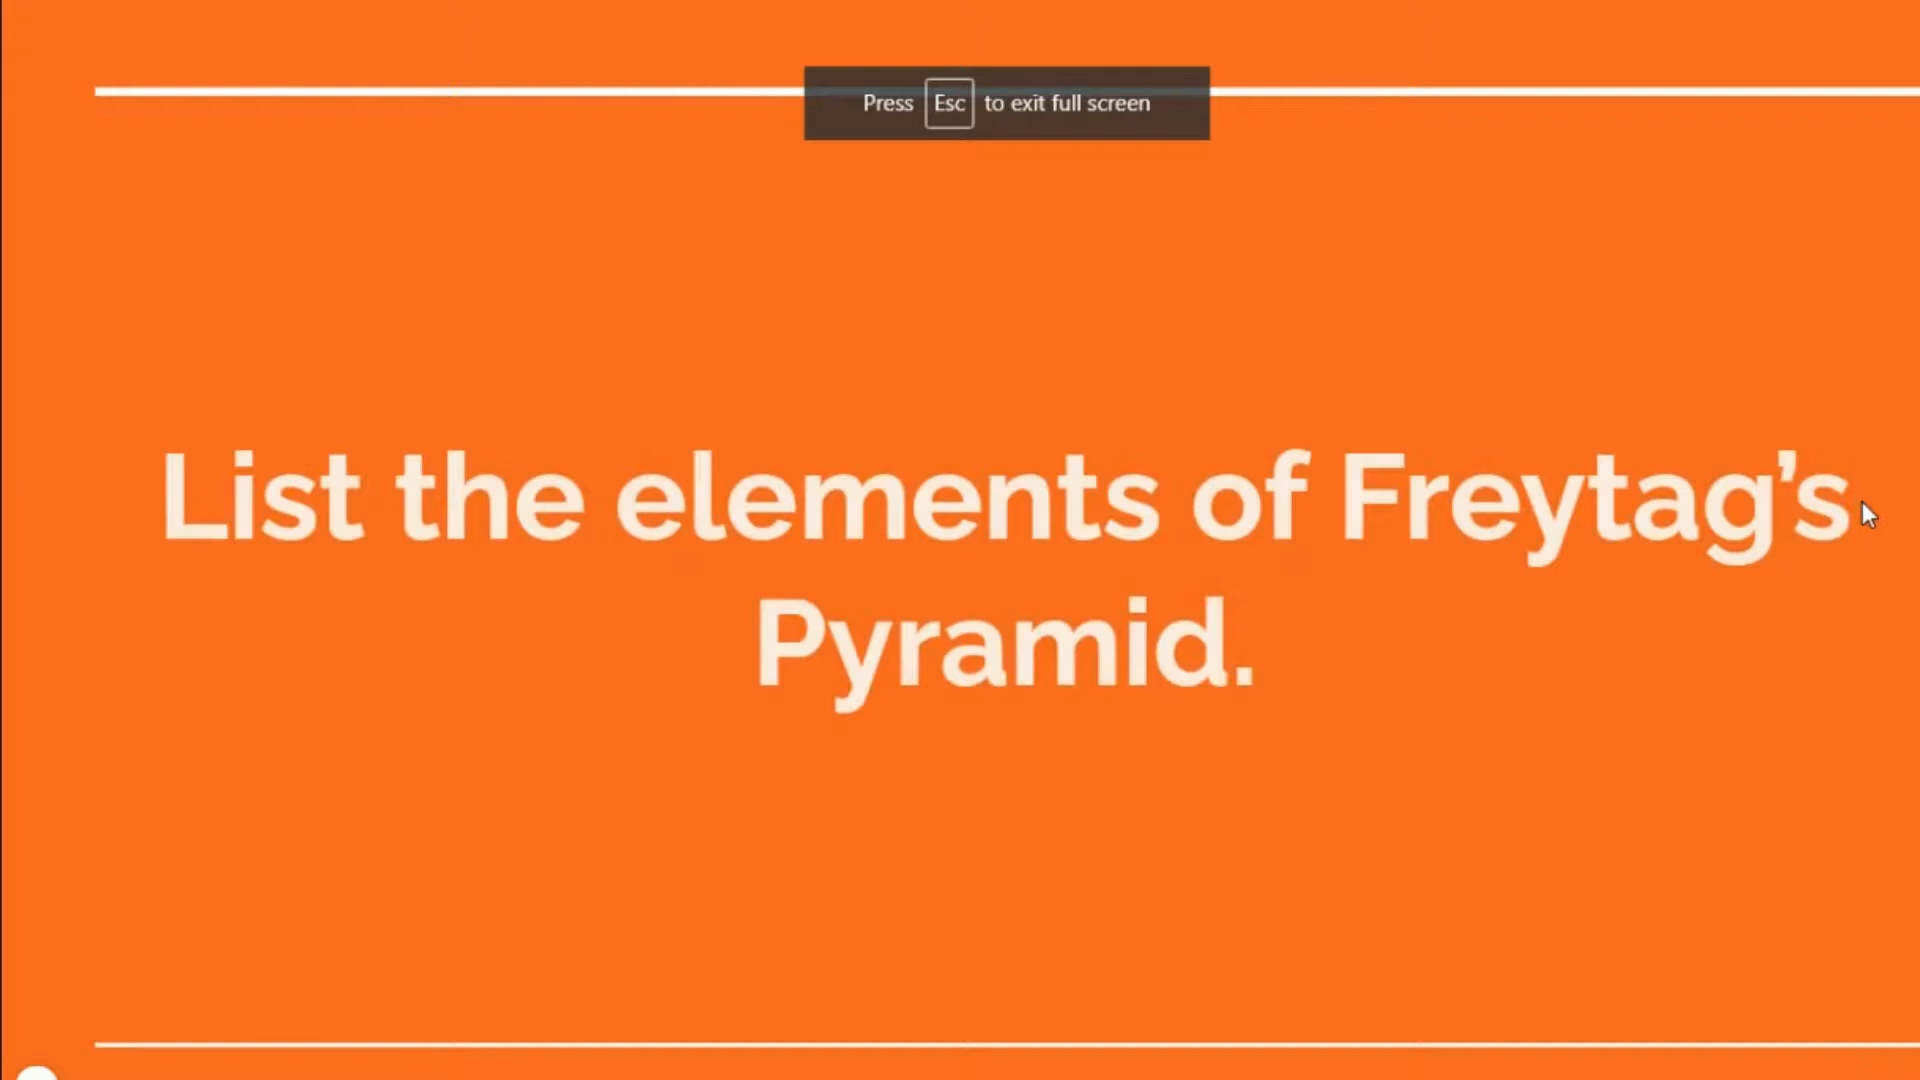 Press Esc to exit full screen
List the elements of Freytag’s
Pyramid.